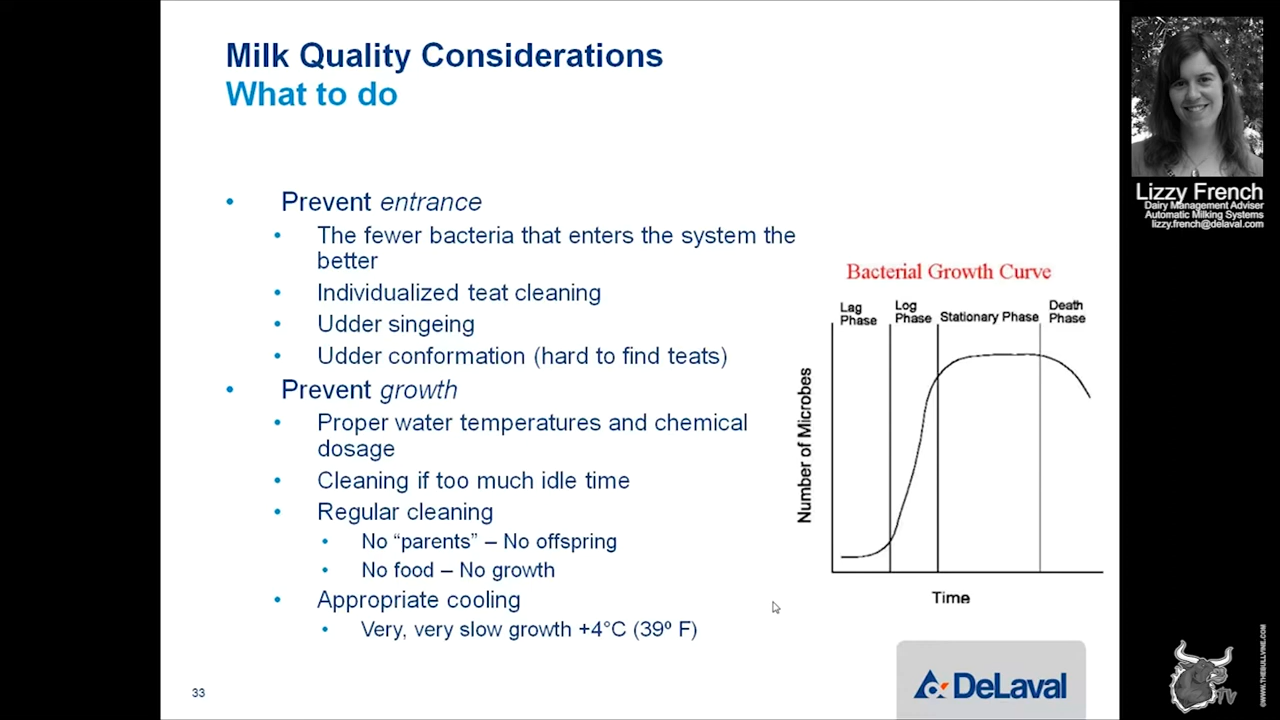 Milk Quality Considerations
What to do
• Prevent entrance
• The fewer bacteria that enters the system the
better
• Individualized teat cleaning
• Udder singeing
• Udder conformation (hard to find teats)
• Prevent growth
• Proper water temperatures and chemical
dosage
• Cleaning if too much idle time
• Regular cleaning
• No “parents” – No offspring
• No food – No growth
• Appropriate cooling
• Very, very slow growth +4°C (39º F)
33
Bacterial Growth Curve
Lag
Phase
Log
Phase
Stationary Phase
Death
Phase
Number of Microbes
Time
DeLaval
Lizzy French
Dairy Management Adviser
Automatic Milking Systems
lizzy.french@delaval.com
TV
©WWW.THEBULLVINE.COM